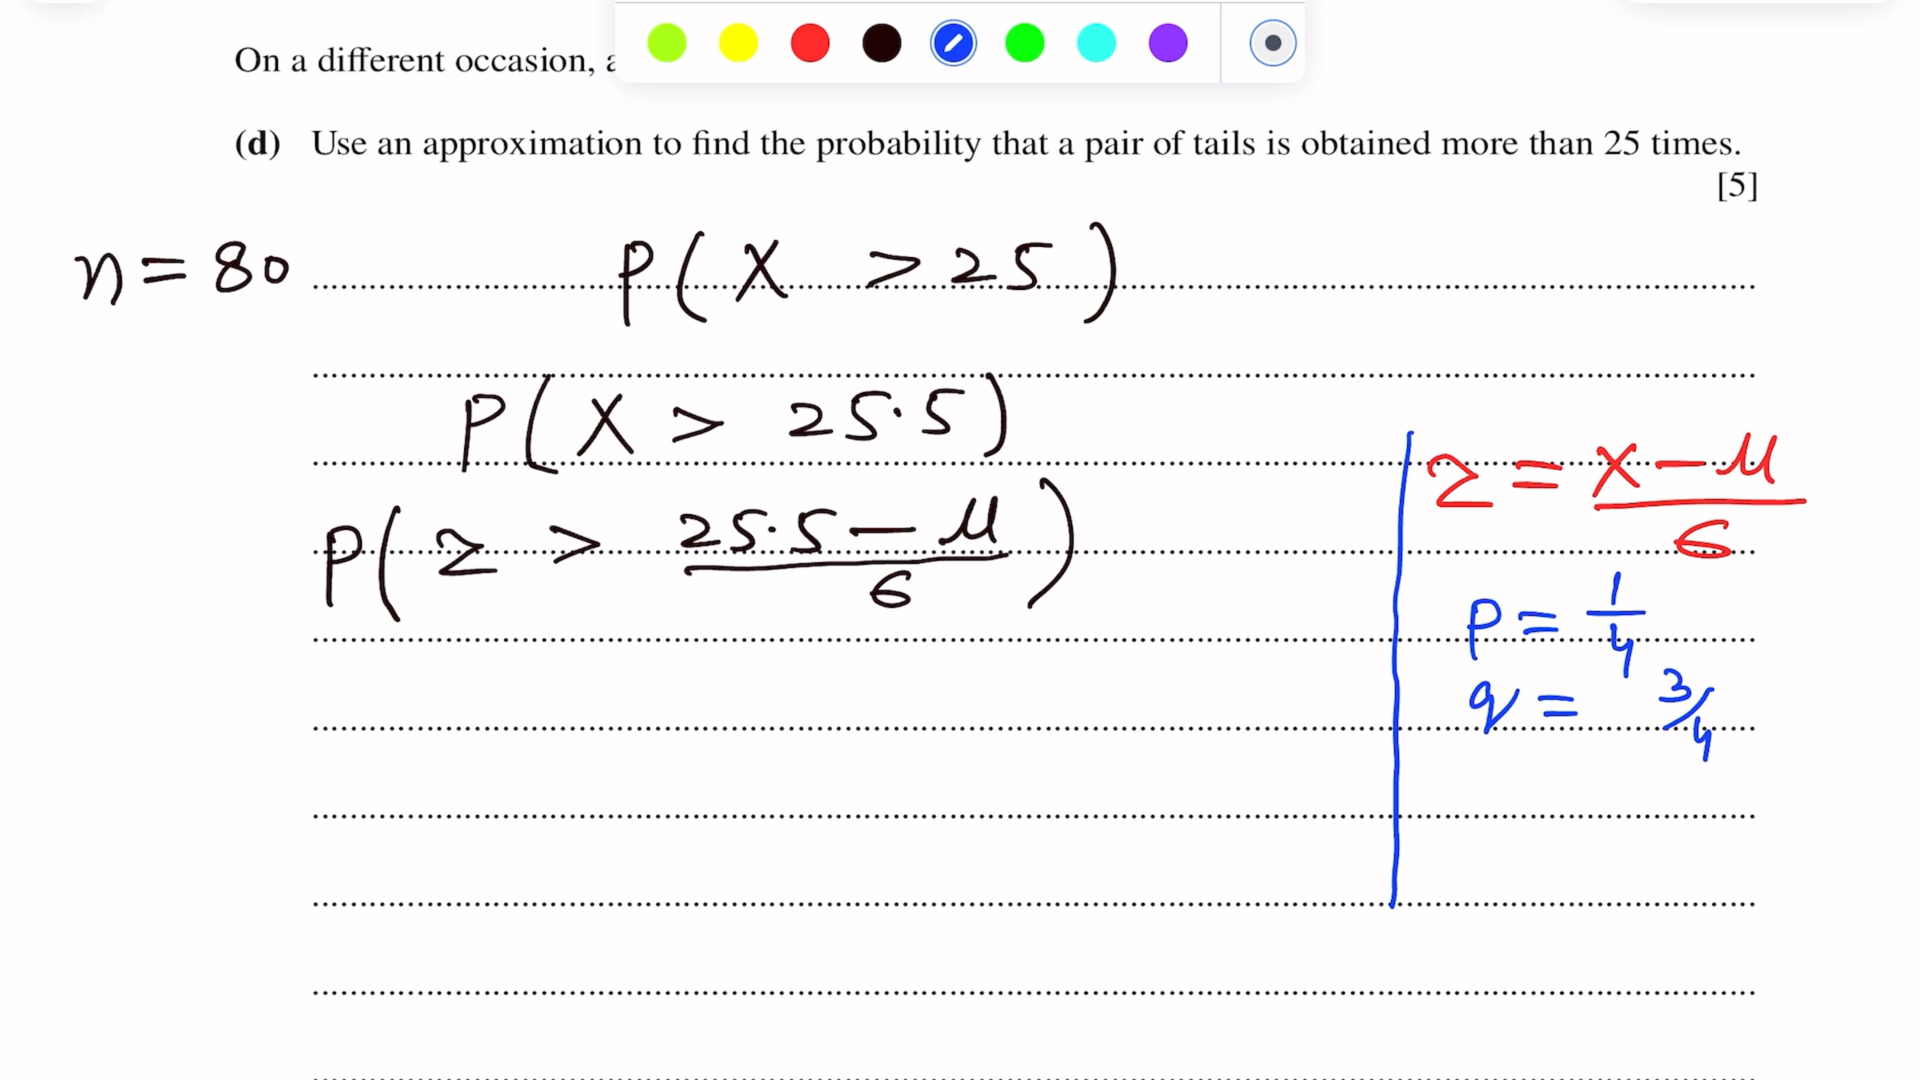 On a different occasion,
(d) Use an approximation to find the probability that a pair of tails is obtained more than 25 times.
[5]
n = 80
P(X > 25)
P(X > 25.5)
P(Z > (25.5 - μ)/σ)
Z = (X - μ)/σ
p = 1/4
q = 3/4